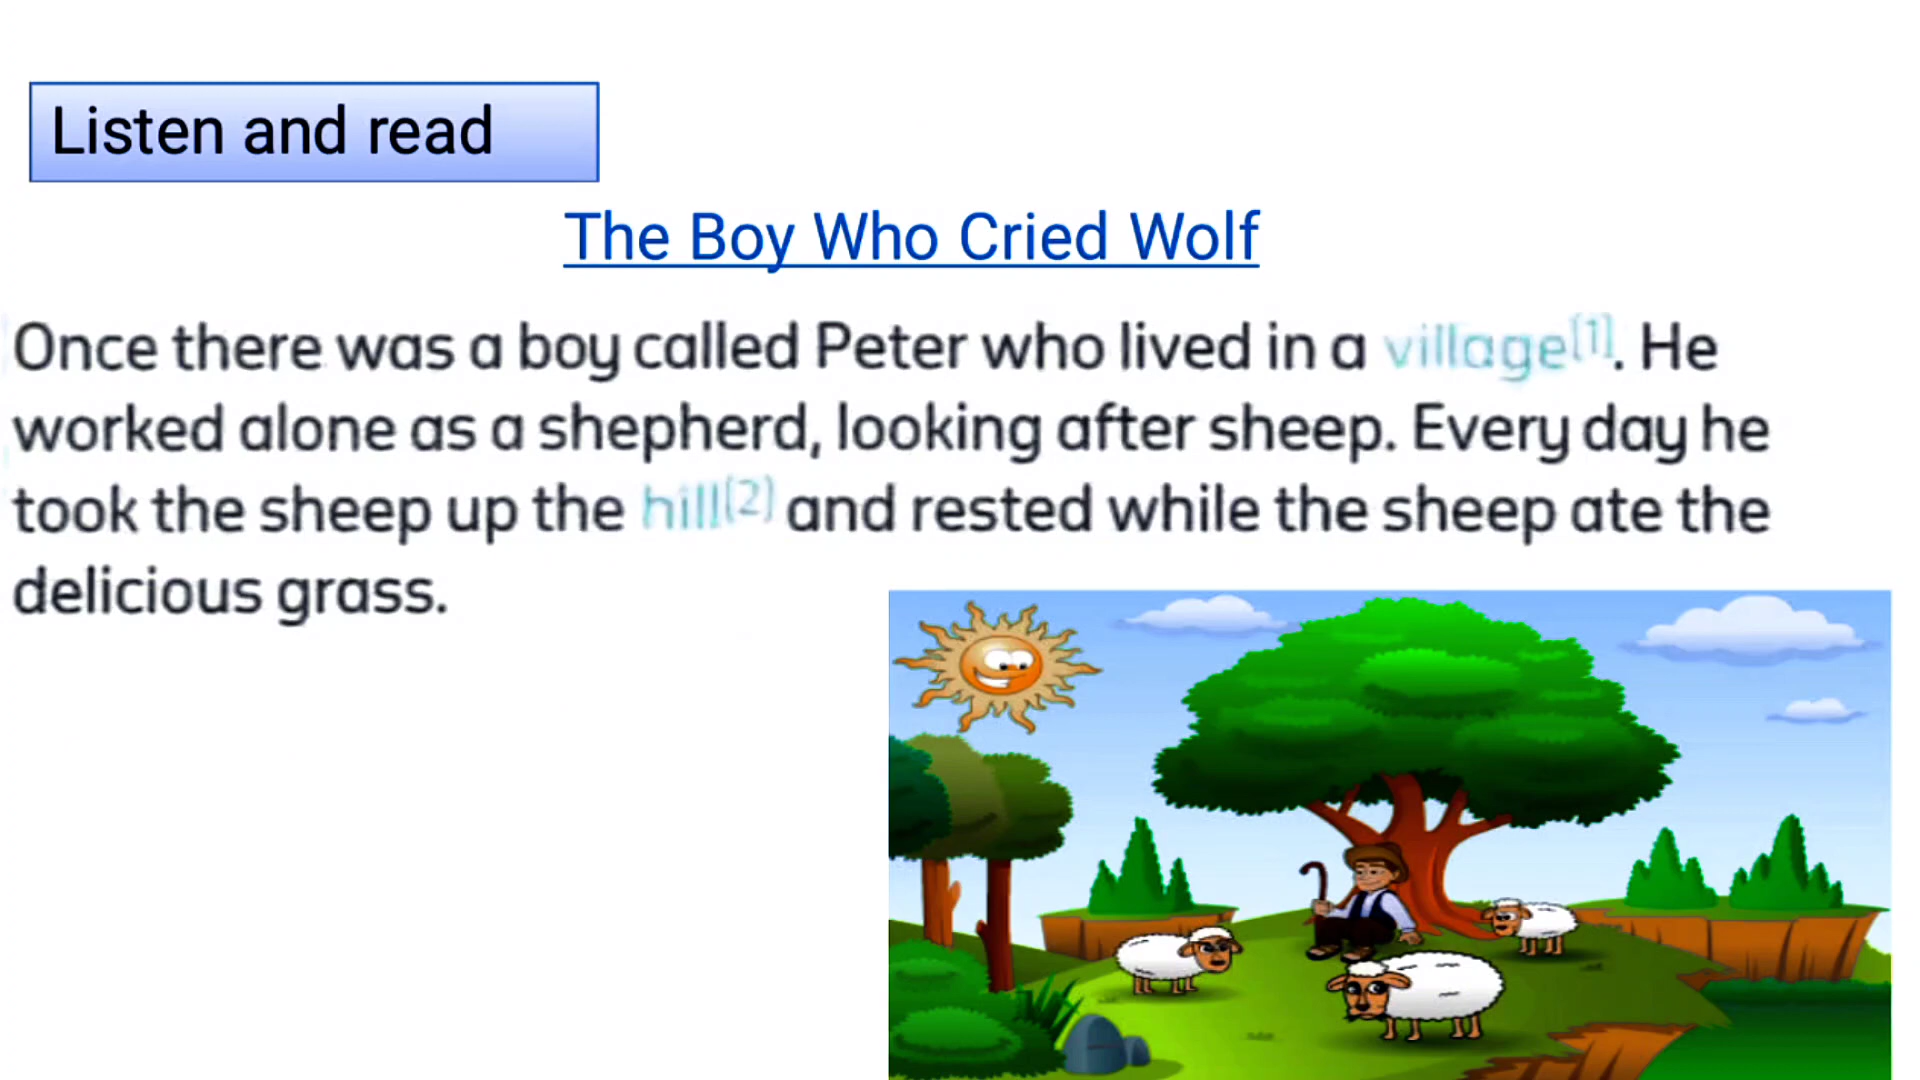 Listen and read
The Boy Who Cried Wolf
Once there was a boy called Peter who lived in a village[1]. He
worked alone as a shepherd, looking after sheep. Every day he
took the sheep up the hill[2] and rested while the sheep ate the
delicious grass.